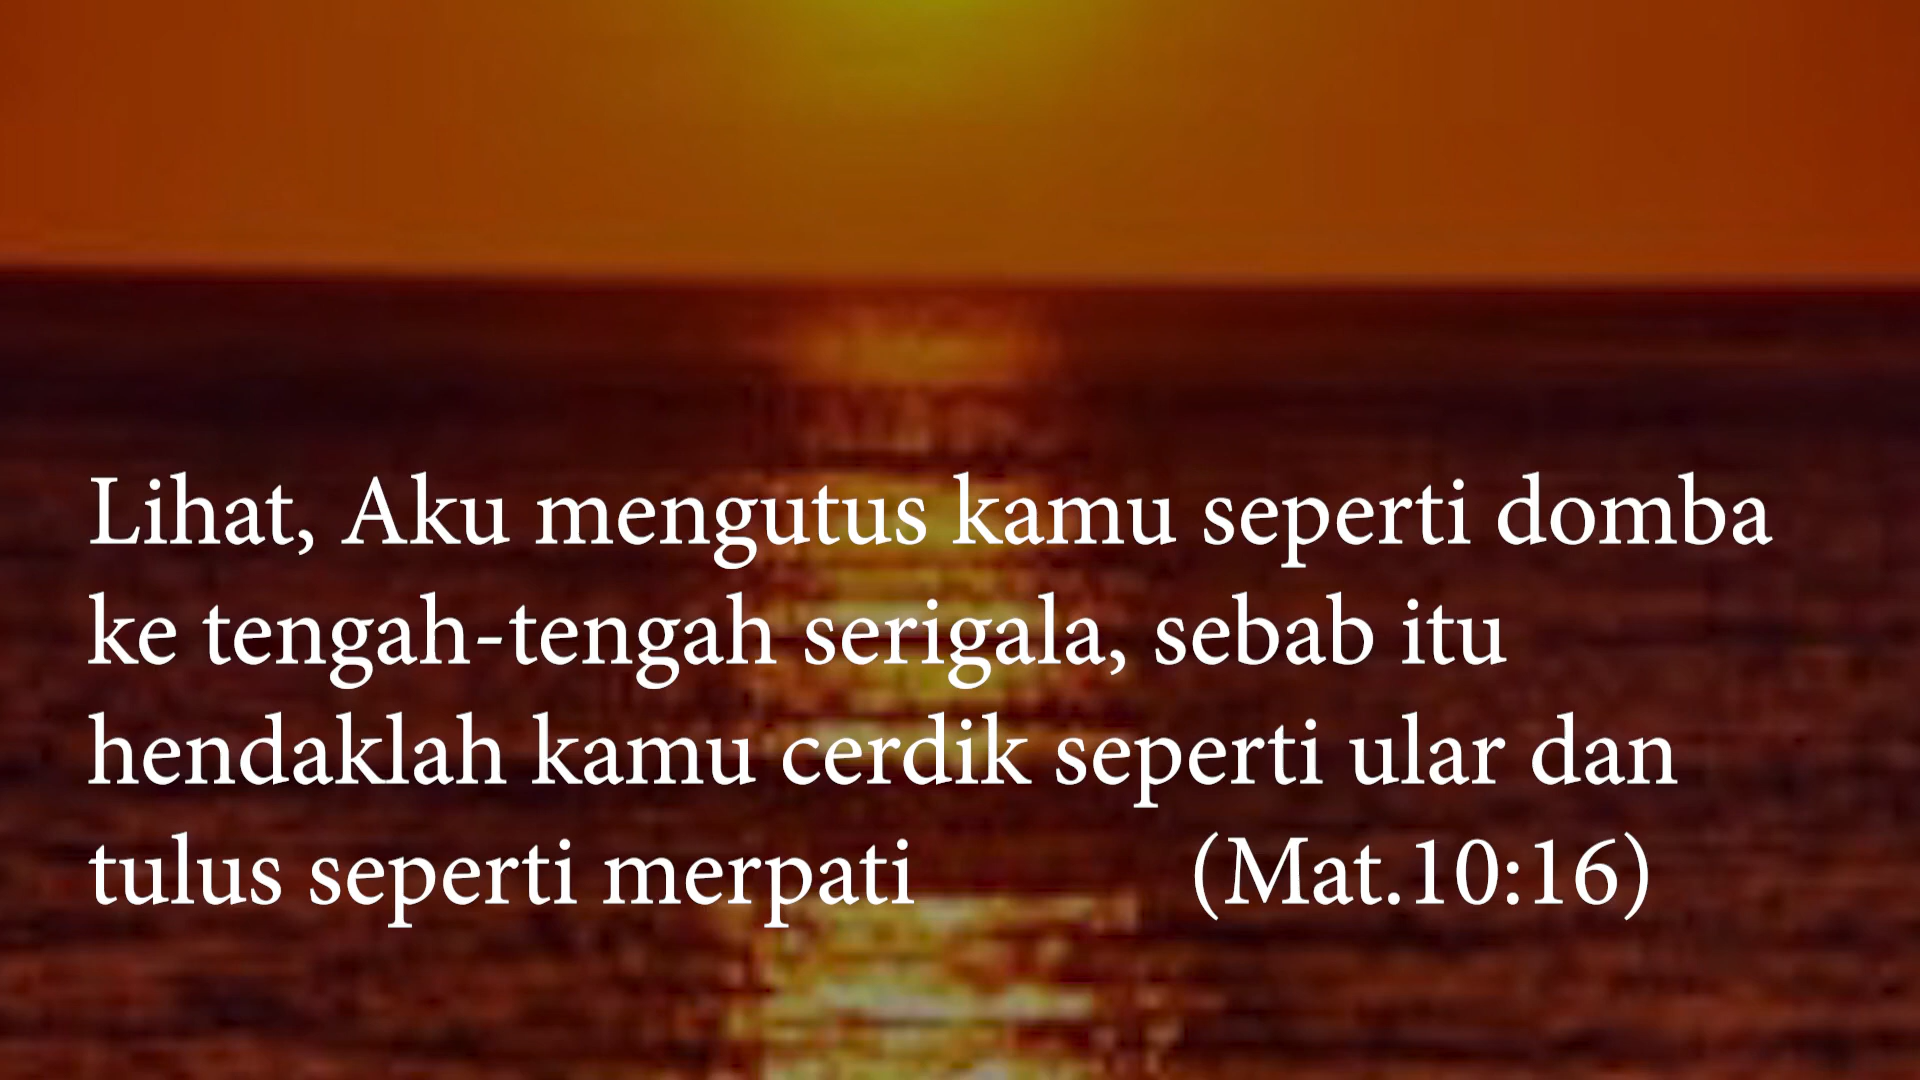 Lihat, Aku mengutus kamu seperti domba
ke tengah-tengah serigala, sebab itu
hendaklah kamu cerdik seperti ular dan
tulus seperti merpati (Mat.10:16)